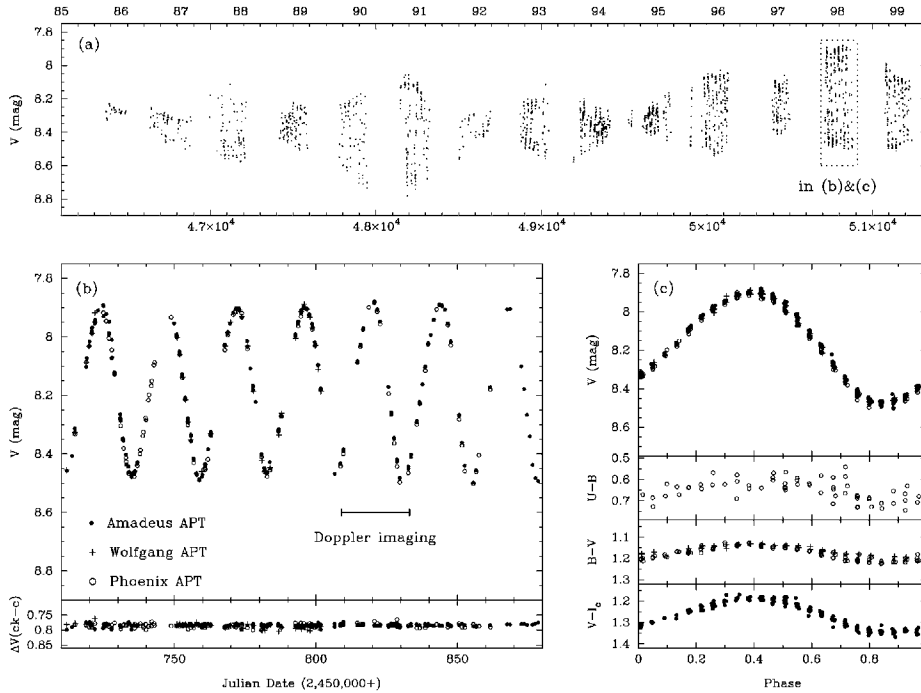 85 86 87 88 89 90 91 92 93 94 95 96 97 98 99
(a)
7.8
8
8.2
8.4
8.6
8.8
V (mag)
in (b)&(c)
4.7×10⁴ 4.8×10⁴ 4.9×10⁴ 5×10⁴ 5.1×10⁴
(b)
7.8
8
8.2
8.4
8.6
8.8
V (mag)
Doppler imaging
Amadeus APT
Wolfgang APT
Phoenix APT
0.75
0.8
0.85
ΔV(ck-c)
750 800 850
Julian Date (2,450,000+)
(c)
7.8
8
8.2
8.4
8.6
V (mag)
0.5
0.6
0.7
U-B
1.1
1.2
1.3
B-V
1.2
1.3
1.4
V-I_c
0 0.2 0.4 0.6 0.8 1
Phase